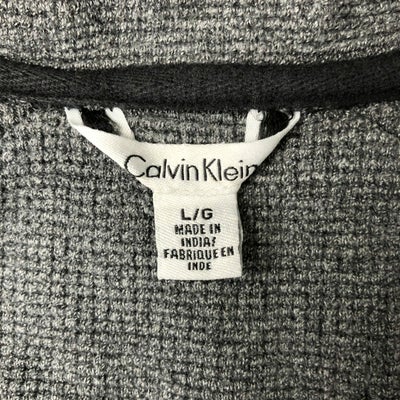 Calvin Klein
L/G
MADE IN
INDIA/
FABRIQUE EN
INDE